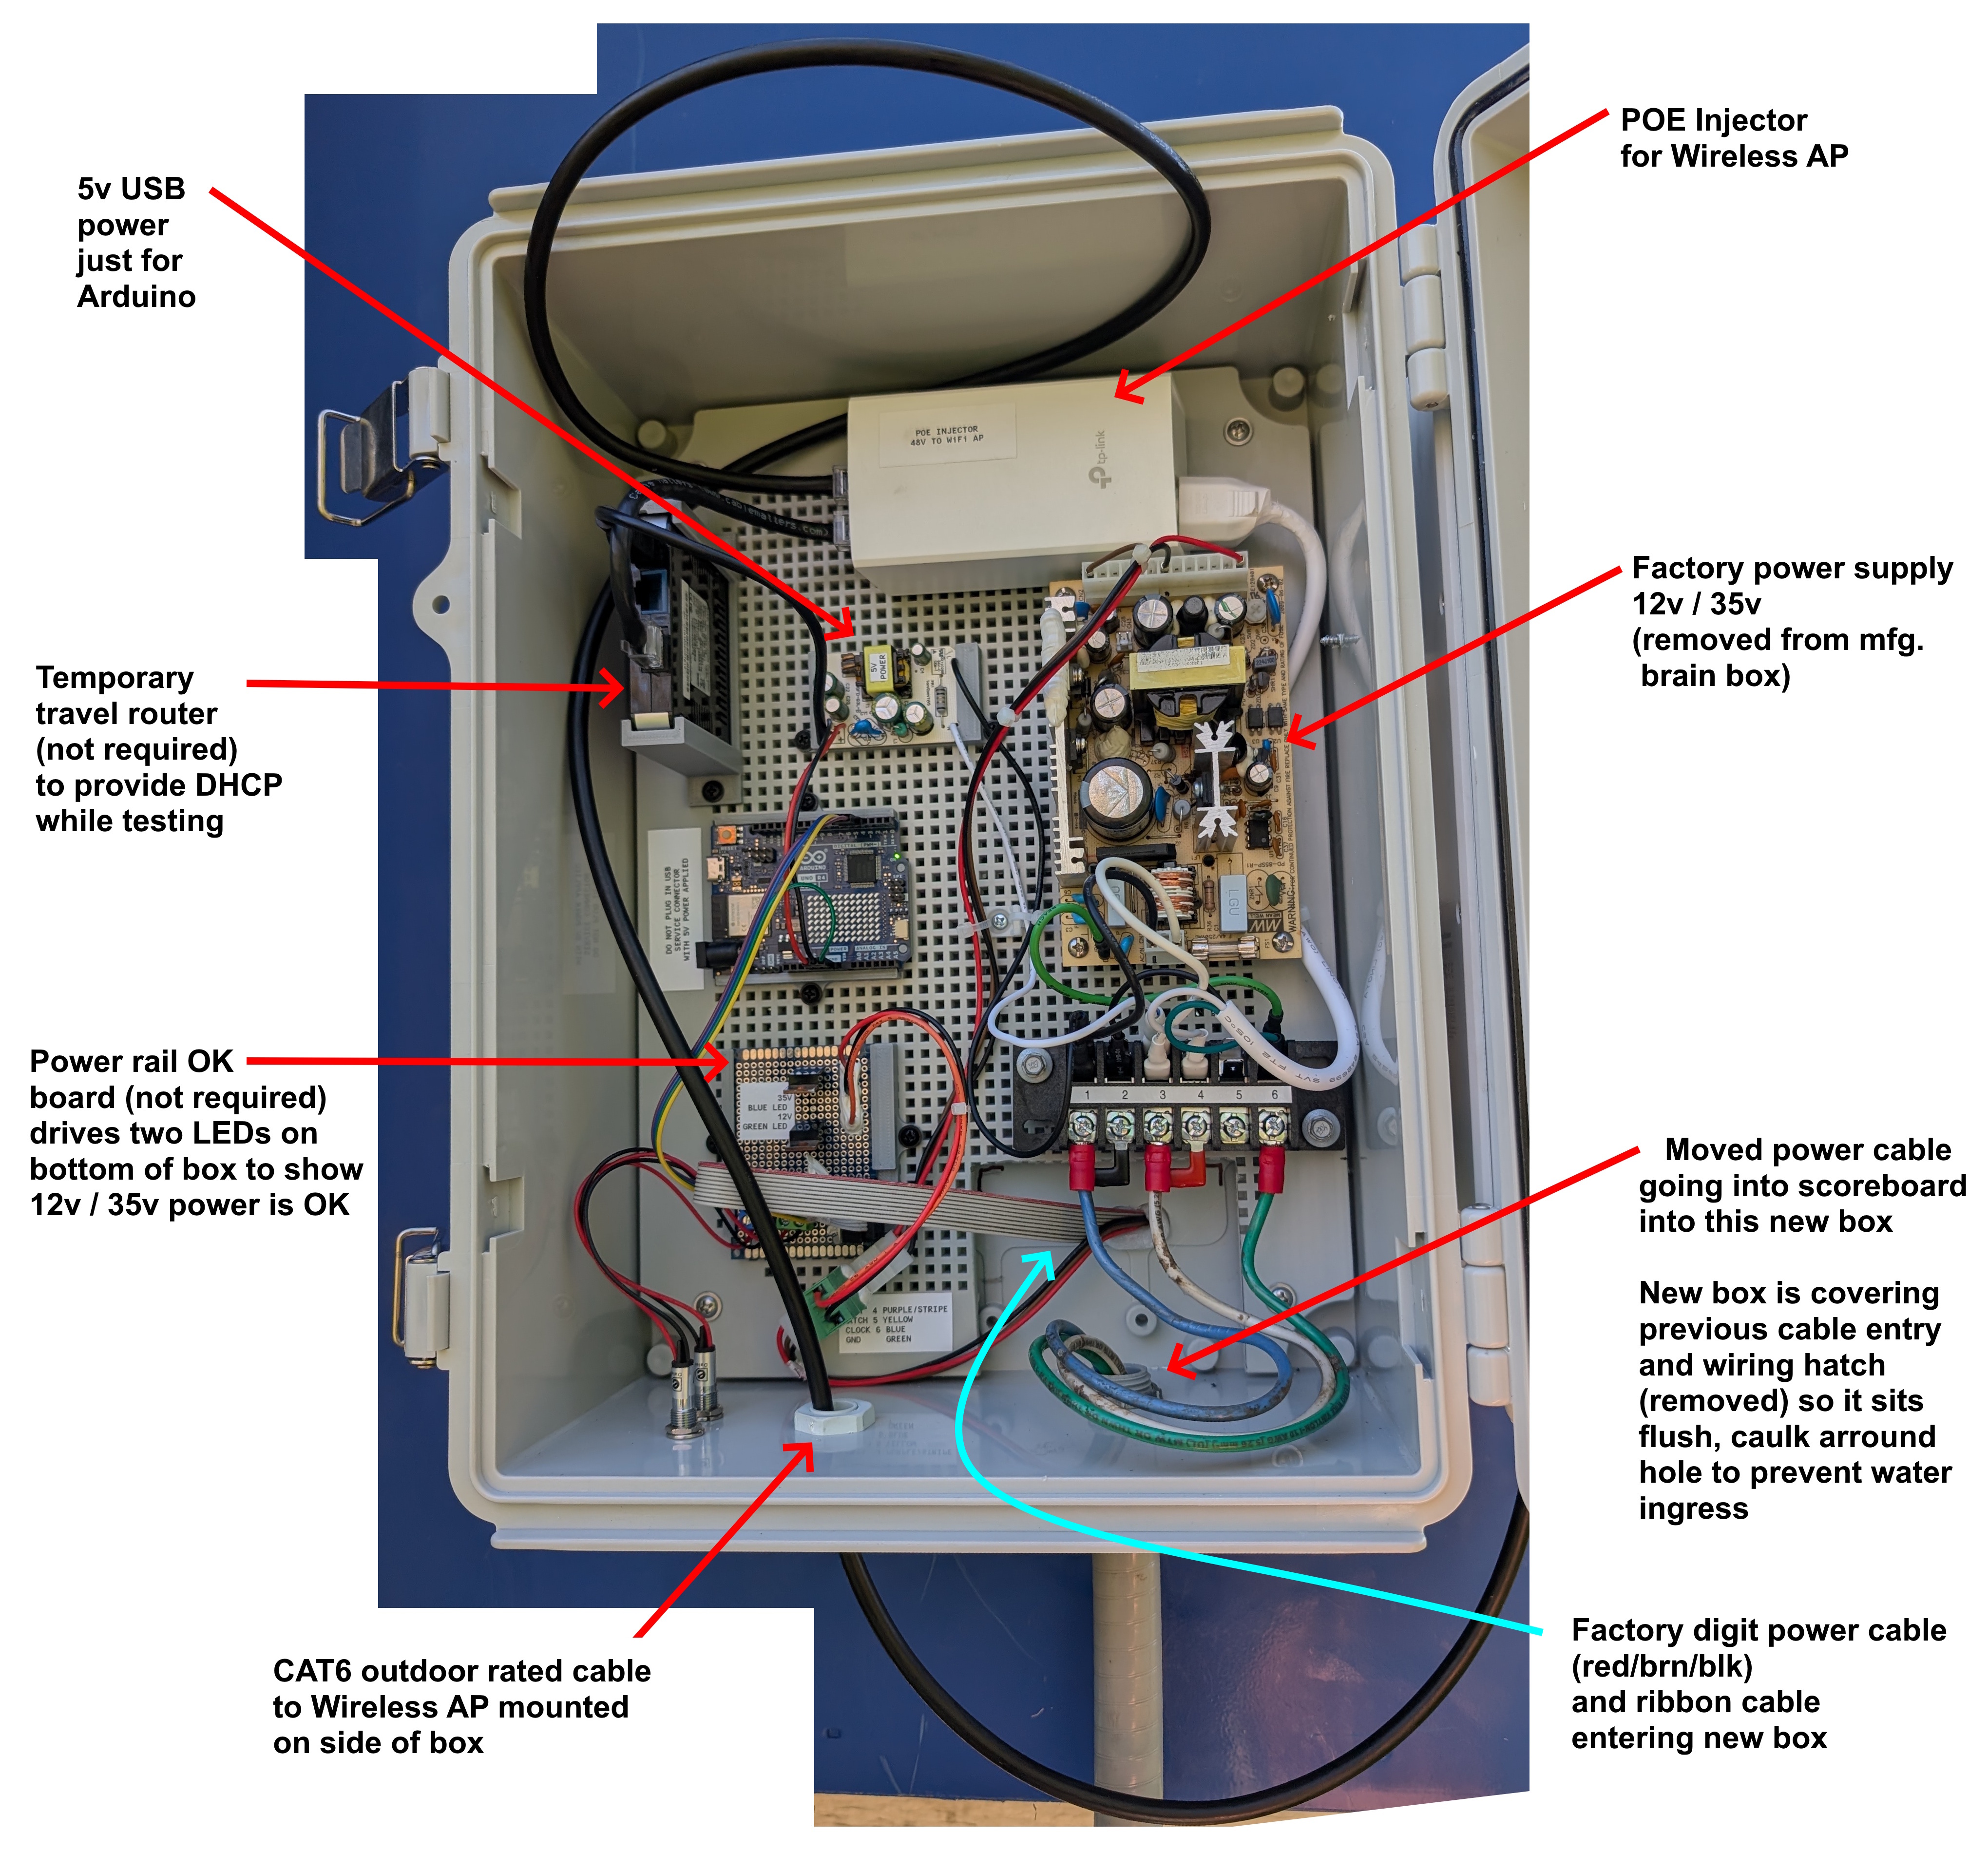 POE Injector
for Wireless AP
5v USB
power
just for
Arduino
POE INJECTOR
48V TO WIFI AP
tp-link
Factory power supply
12v / 35v
(removed from mfg.
brain box)
Temporary
travel router
(not required)
to provide DHCP
while testing
5V
POWER
DO NOT PLUG IN USB
SERVICE CONNECTOR
WITH 5V POWER APPLIED
ARDUINO
LGU
MW
WARNING
Power rail OK
board (not required)
drives two LEDs on
bottom of box to show
12v / 35v power is OK
35V
BLUE LED
12V
GREEN LED
1 2 3 4 5 6
SVT FT2 105°C
Moved power cable
going into scoreboard
into this new box
New box is covering
previous cable entry
and wiring hatch
(removed) so it sits
flush, caulk arround
hole to prevent water
ingress
4 PURPLE/STRIPE
5 YELLOW
CLOCK 6 BLUE
GND GREEN
CAT6 outdoor rated cable
to Wireless AP mounted
on side of box
Factory digit power cable
(red/brn/blk)
and ribbon cable
entering new box